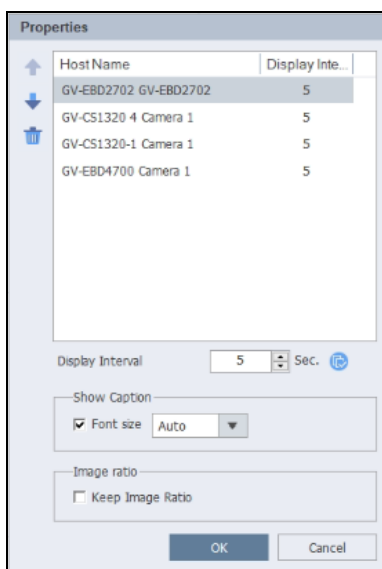 Properties
Host Name Display Inte...
GV-EBD2702 GV-EBD2702 5
GV-CS1320 4 Camera 1 5
GV-CS1320-1 Camera 1 5
GV-EBD4700 Camera 1 5
Display Interval 5 Sec.
Show Caption
Font size Auto
Image ratio
Keep Image Ratio
OK Cancel